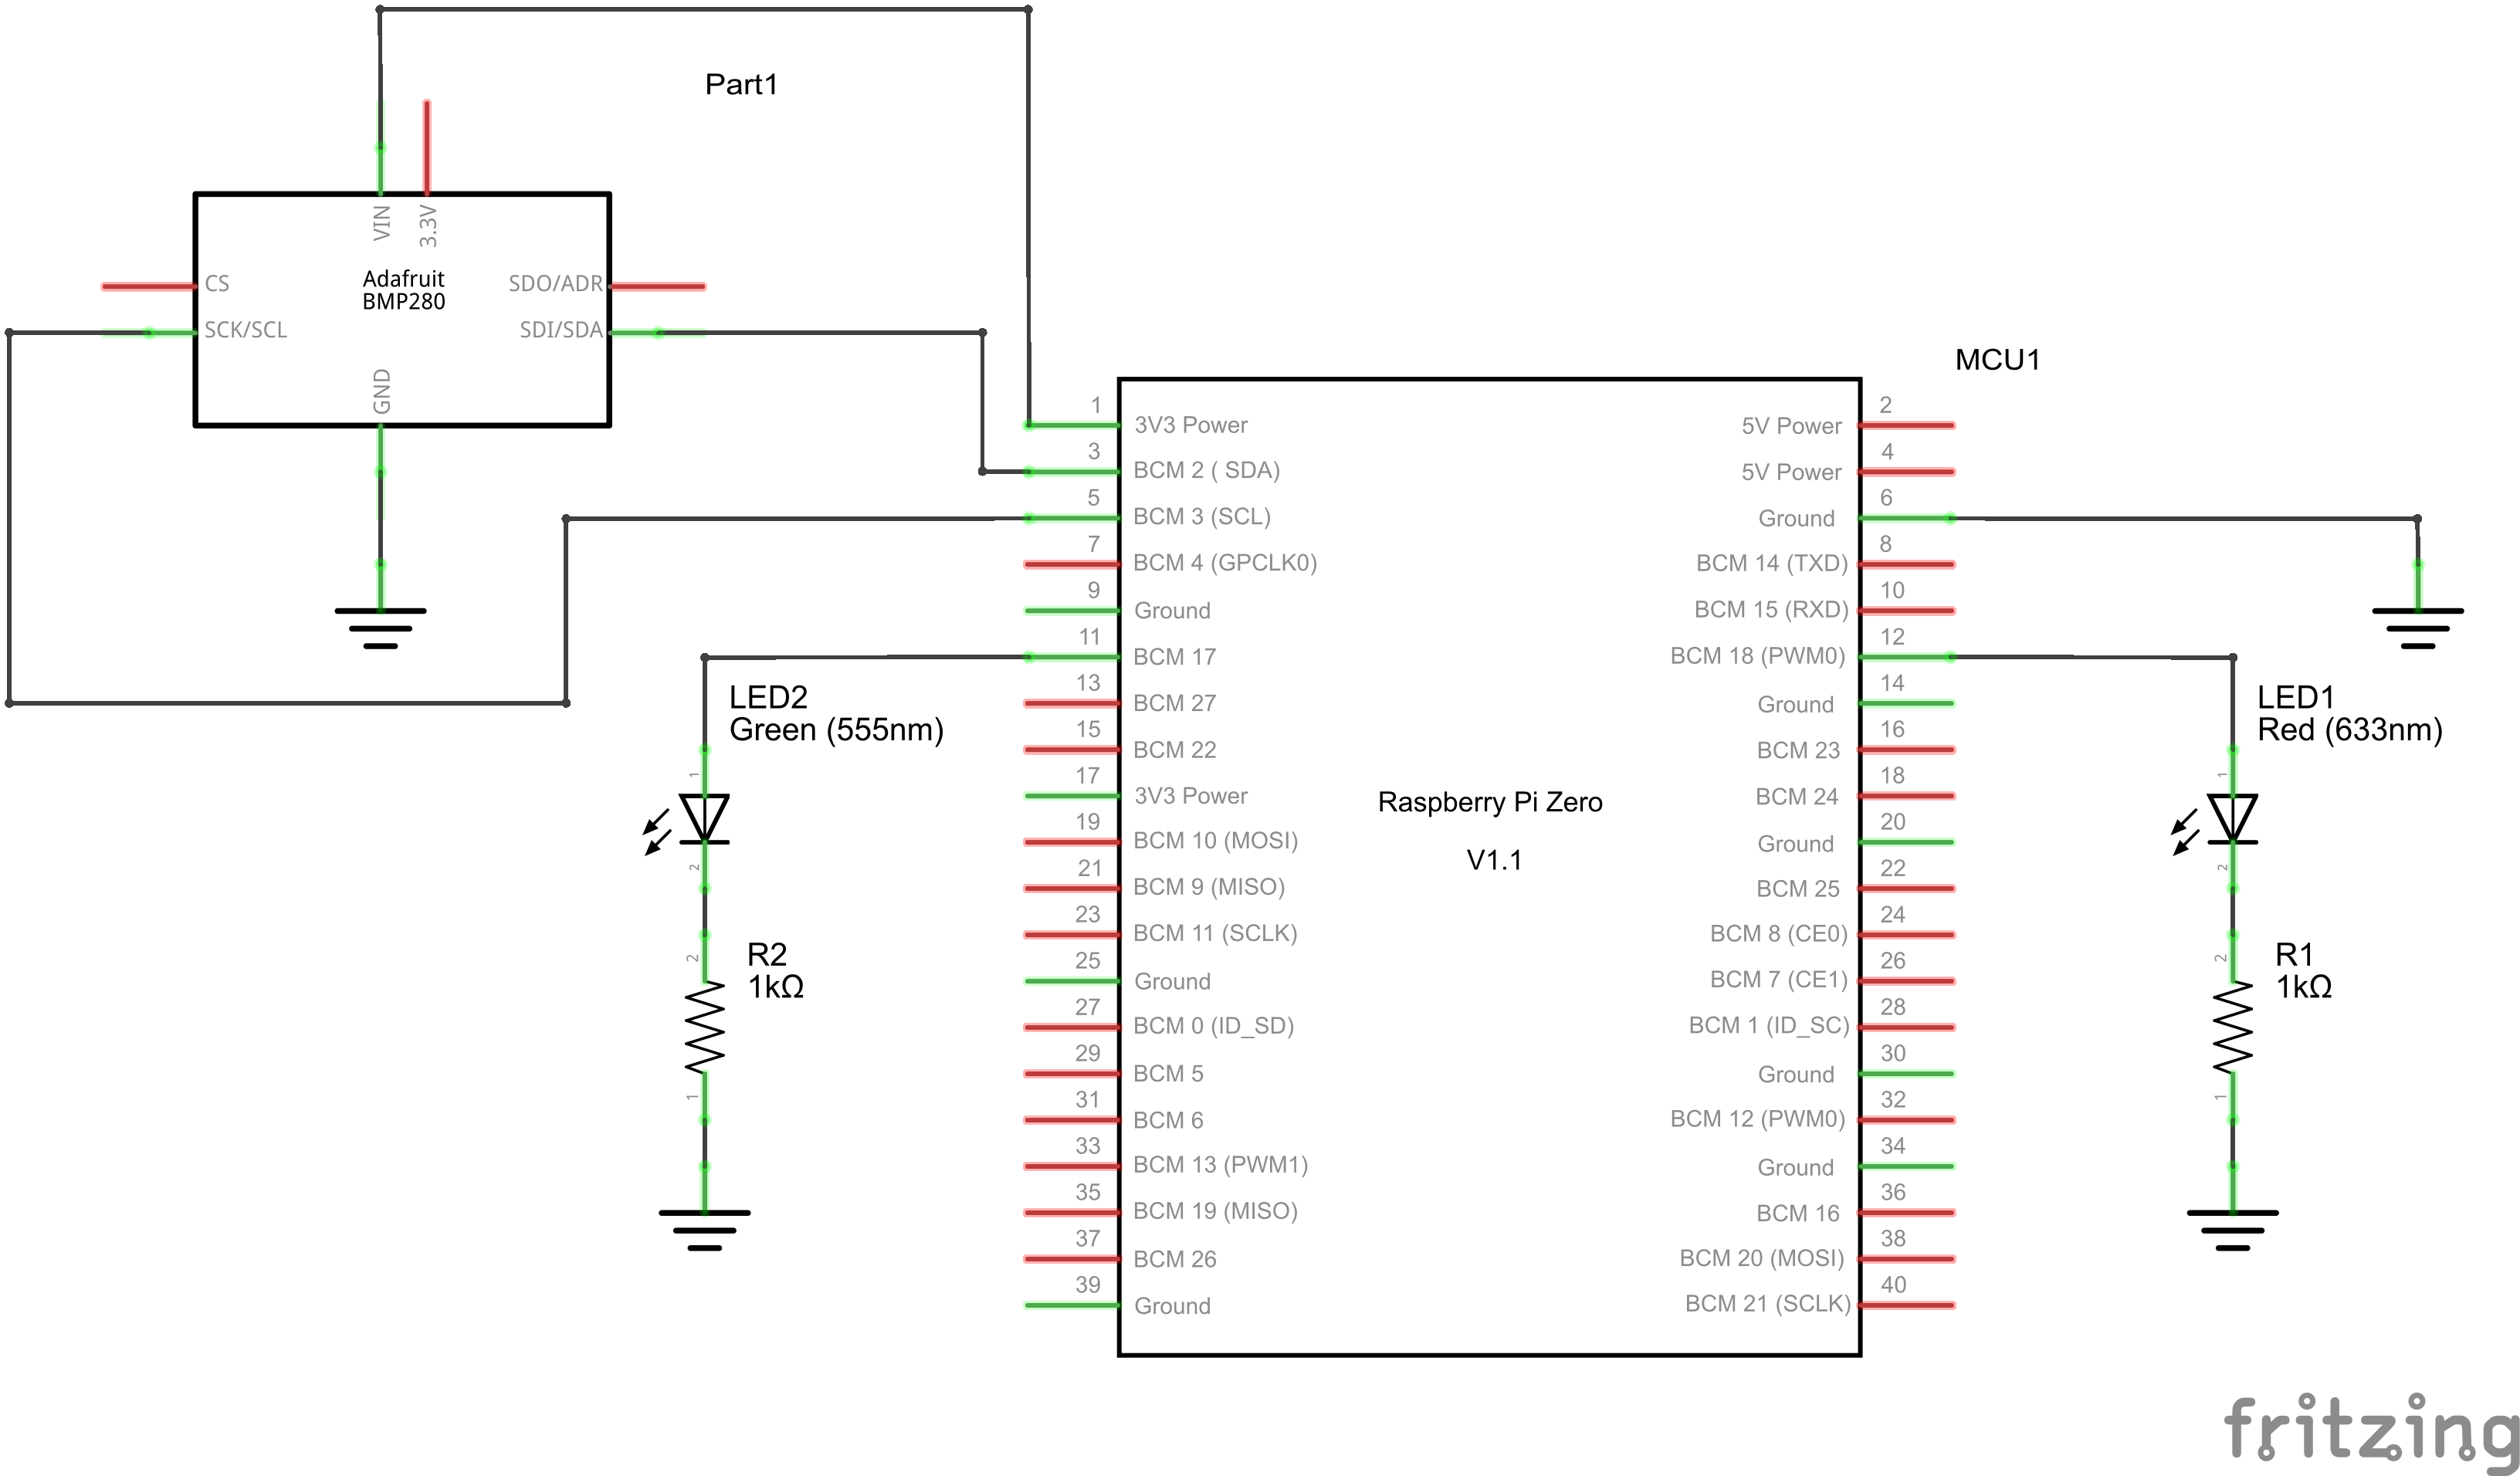 Part1
VIN
3.3V
Adafruit
BMP280
CS
SDO/ADR
SCK/SCL
SDI/SDA
GND
MCU1
1 3V3 Power 5V Power 2
3 BCM 2 ( SDA) 5V Power 4
5 BCM 3 (SCL) Ground 6
7 BCM 4 (GPCLK0) BCM 14 (TXD) 8
9 Ground BCM 15 (RXD) 10
11 BCM 17 BCM 18 (PWM0) 12
13 BCM 27 Ground 14
15 BCM 22 BCM 23 16
17 3V3 Power BCM 24 18
19 BCM 10 (MOSI) Ground 20
21 BCM 9 (MISO) BCM 25 22
23 BCM 11 (SCLK) BCM 8 (CE0) 24
25 Ground BCM 7 (CE1) 26
27 BCM 0 (ID_SD) BCM 1 (ID_SC) 28
29 BCM 5 Ground 30
31 BCM 6 BCM 12 (PWM0) 32
33 BCM 13 (PWM1) Ground 34
35 BCM 19 (MISO) BCM 16 36
37 BCM 26 BCM 20 (MOSI) 38
39 Ground BCM 21 (SCLK) 40
Raspberry Pi Zero
V1.1
LED2
Green (555nm)
1
2
R2
1kΩ
2
1
LED1
Red (633nm)
1
2
R1
1kΩ
2
1
fritzing